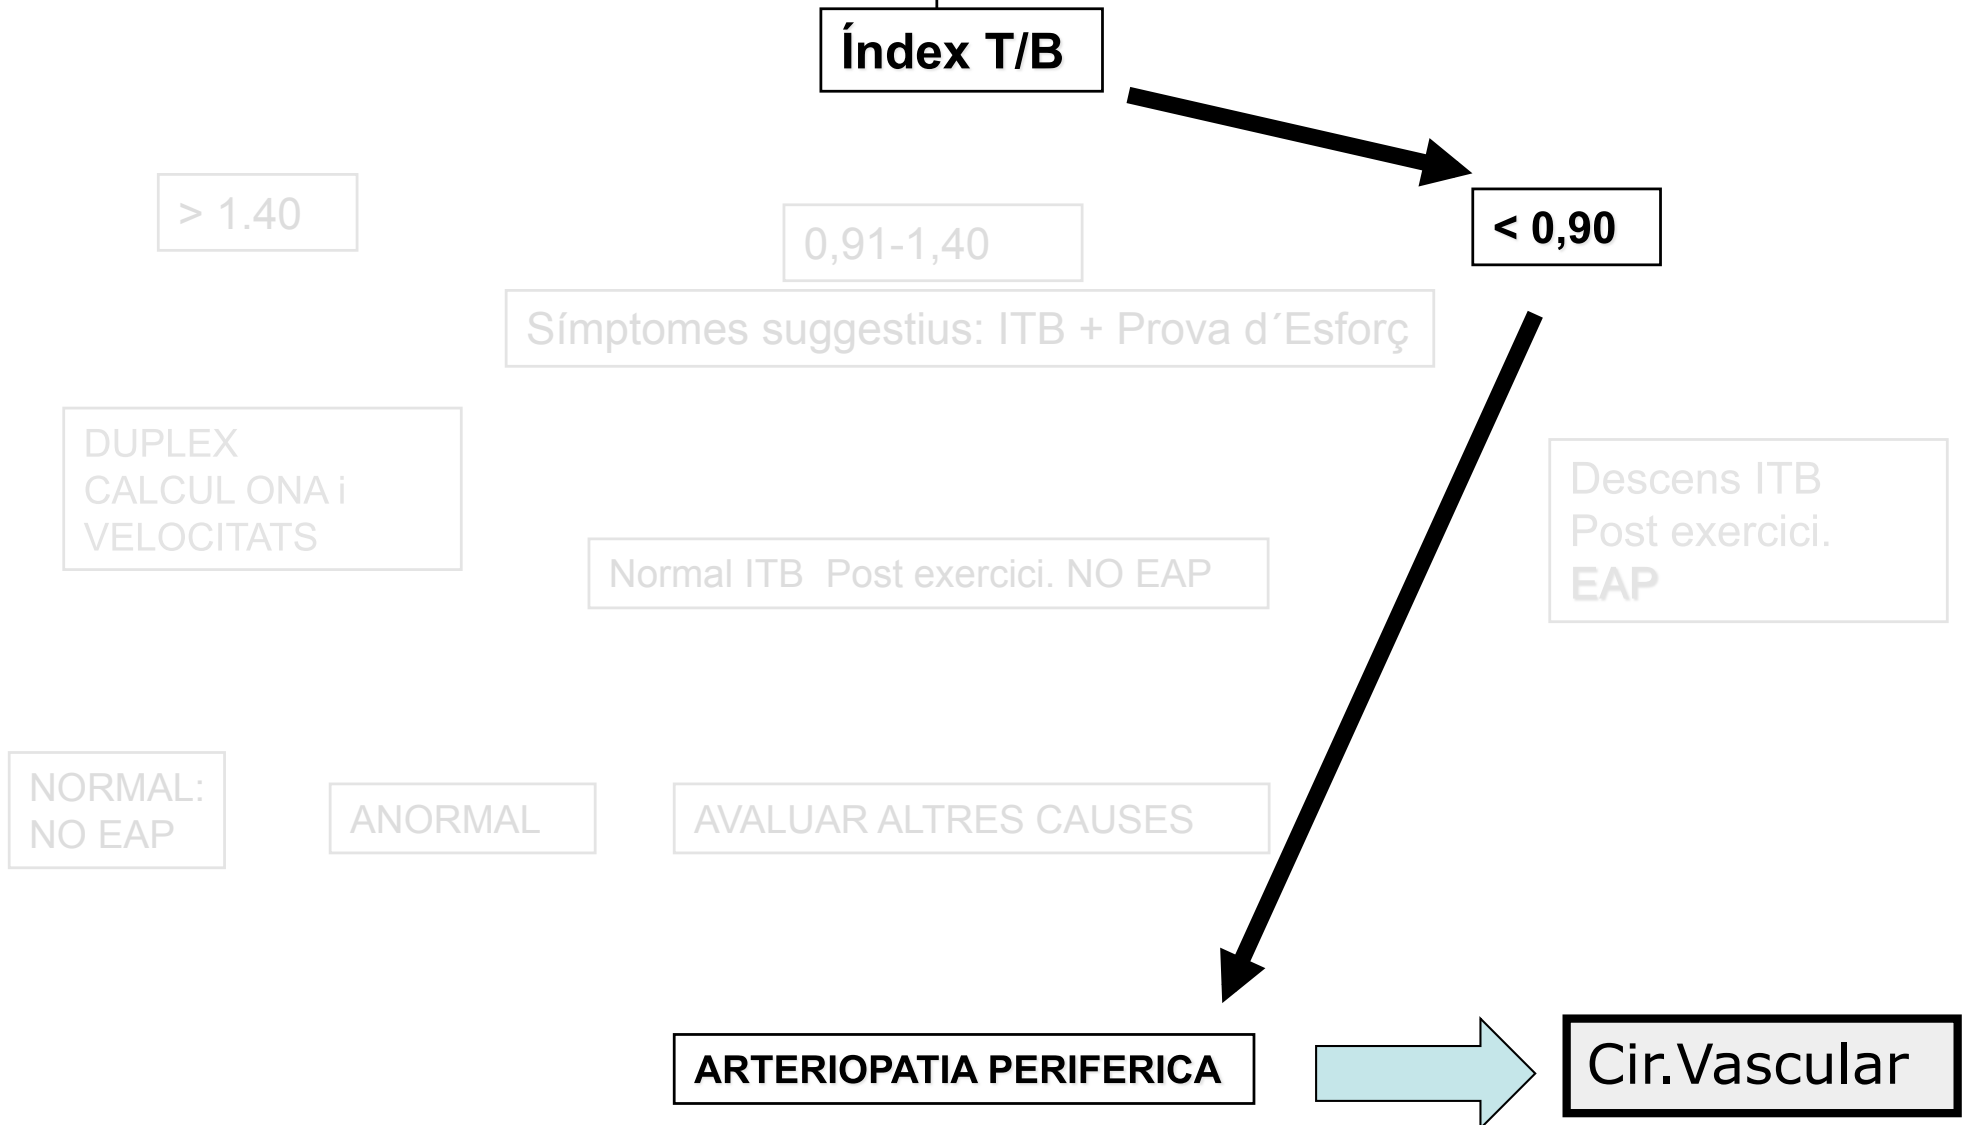 Índex T/B
> 1.40
0,91-1,40
< 0,90
Símptomes suggestius: ITB + Prova d´Esforç
DUPLEX
CALCUL ONA i
VELOCITATS
Descens ITB
Post exercici.
EAP
Normal ITB  Post exercici. NO EAP
NORMAL:
NO EAP
ANORMAL
AVALUAR ALTRES CAUSES
ARTERIOPATIA PERIFERICA
Cir.Vascular